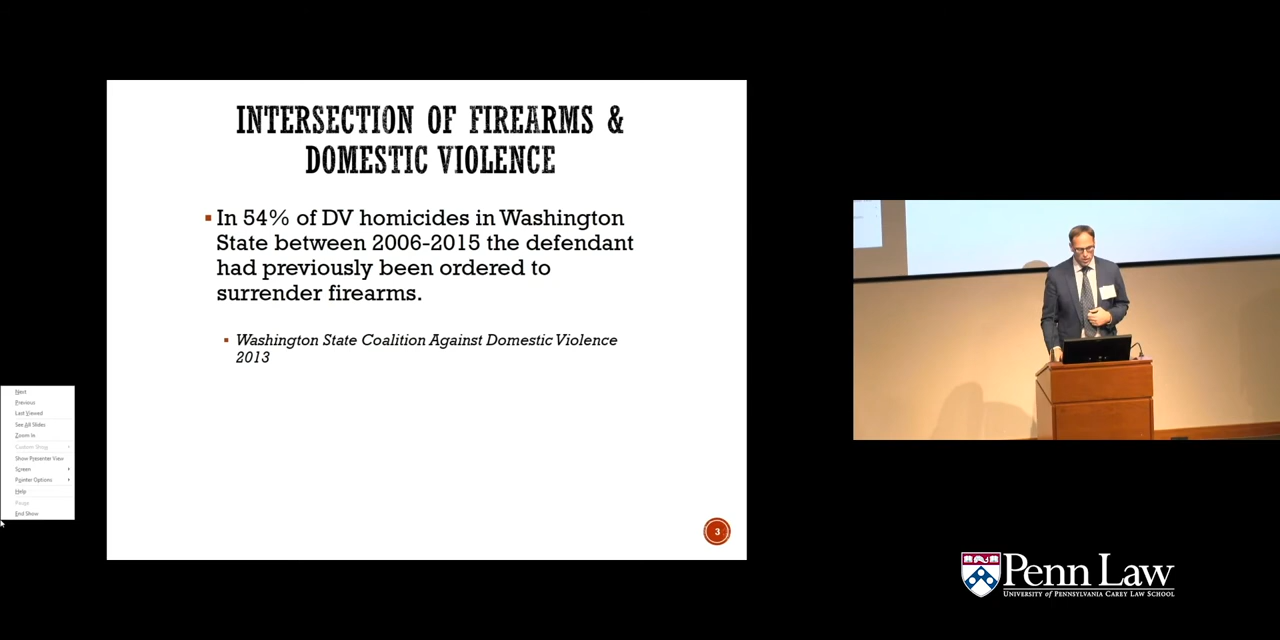 INTERSECTION OF FIREARMS &
DOMESTIC VIOLENCE
In 54% of DV homicides in Washington
State between 2006-2015 the defendant
had previously been ordered to
surrender firearms.
Washington State Coalition Against Domestic Violence
2013
3
Next
Previous
Last Viewed
See All Slides
Zoom In
Custom Show
Show Presenter View
Screen
Pointer Options
Help
Pause
End Show
Penn Law
UNIVERSITY of PENNSYLVANIA CAREY LAW SCHOOL